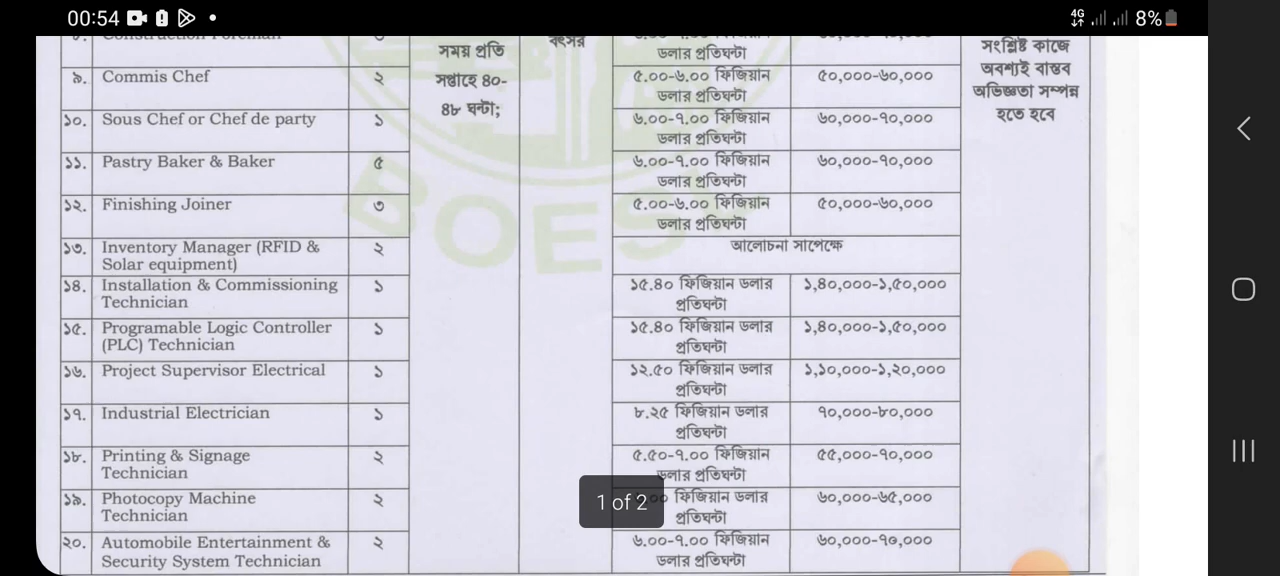 00:54
4G 8%
৮. Construction Foreman
সময় প্রতি
সপ্তাহে ৪০-
৪৮ ঘন্টা;
বৎসর
ডলার প্রতিঘন্টা
সংশ্লিষ্ট কাজে
অবশ্যই বাস্তব
অভিজ্ঞতা সম্পন্ন
হতে হবে
৯. Commis Chef ২ ৫.০০-৬.০০ ফিজিয়ান ৫০,০০০-৬০,০০০
ডলার প্রতিঘন্টা
১০. Sous Chef or Chef de party ১ ৬.০০-৭.০০ ফিজিয়ান ৬০,০০০-৭০,০০০
ডলার প্রতিঘন্টা
১১. Pastry Baker & Baker ৫ ৬.০০-৭.০০ ফিজিয়ান ৬০,০০০-৭০,০০০
ডলার প্রতিঘন্টা
১২. Finishing Joiner ৩ ৫.০০-৬.০০ ফিজিয়ান ৫০,০০০-৬০,০০০
ডলার প্রতিঘন্টা
১৩. Inventory Manager (RFID & ২ আলোচনা সাপেক্ষে
Solar equipment)
১৪. Installation & Commissioning ১ ১৫.৪০ ফিজিয়ান ডলার ১,৪০,০০০-১,৫০,০০০
Technician প্রতিঘন্টা
১৫. Programable Logic Controller ১ ১৫.৪০ ফিজিয়ান ডলার ১,৪০,০০০-১,৫০,০০০
(PLC) Technician প্রতিঘন্টা
১৬. Project Supervisor Electrical ১ ১২.৫০ ফিজিয়ান ডলার ১,১০,০০০-১,২০,০০০
প্রতিঘন্টা
১৭. Industrial Electrician ১ ৮.২৫ ফিজিয়ান ডলার ৭০,০০০-৮০,০০০
প্রতিঘন্টা
১৮. Printing & Signage ২ ৫.৫০-৭.০০ ফিজিয়ান ৫৫,০০০-৭০,০০০
Technician ডলার প্রতিঘন্টা
১৯. Photocopy Machine ২ ফিজিয়ান ডলার ৬০,০০০-৬৫,০০০
Technician প্রতিঘন্টা
২০. Automobile Entertainment & ২ ৬.০০-৭.০০ ফিজিয়ান ৬০,০০০-৭০,০০০
Security System Technician ডলার প্রতিঘন্টা
BOES
1 of 2